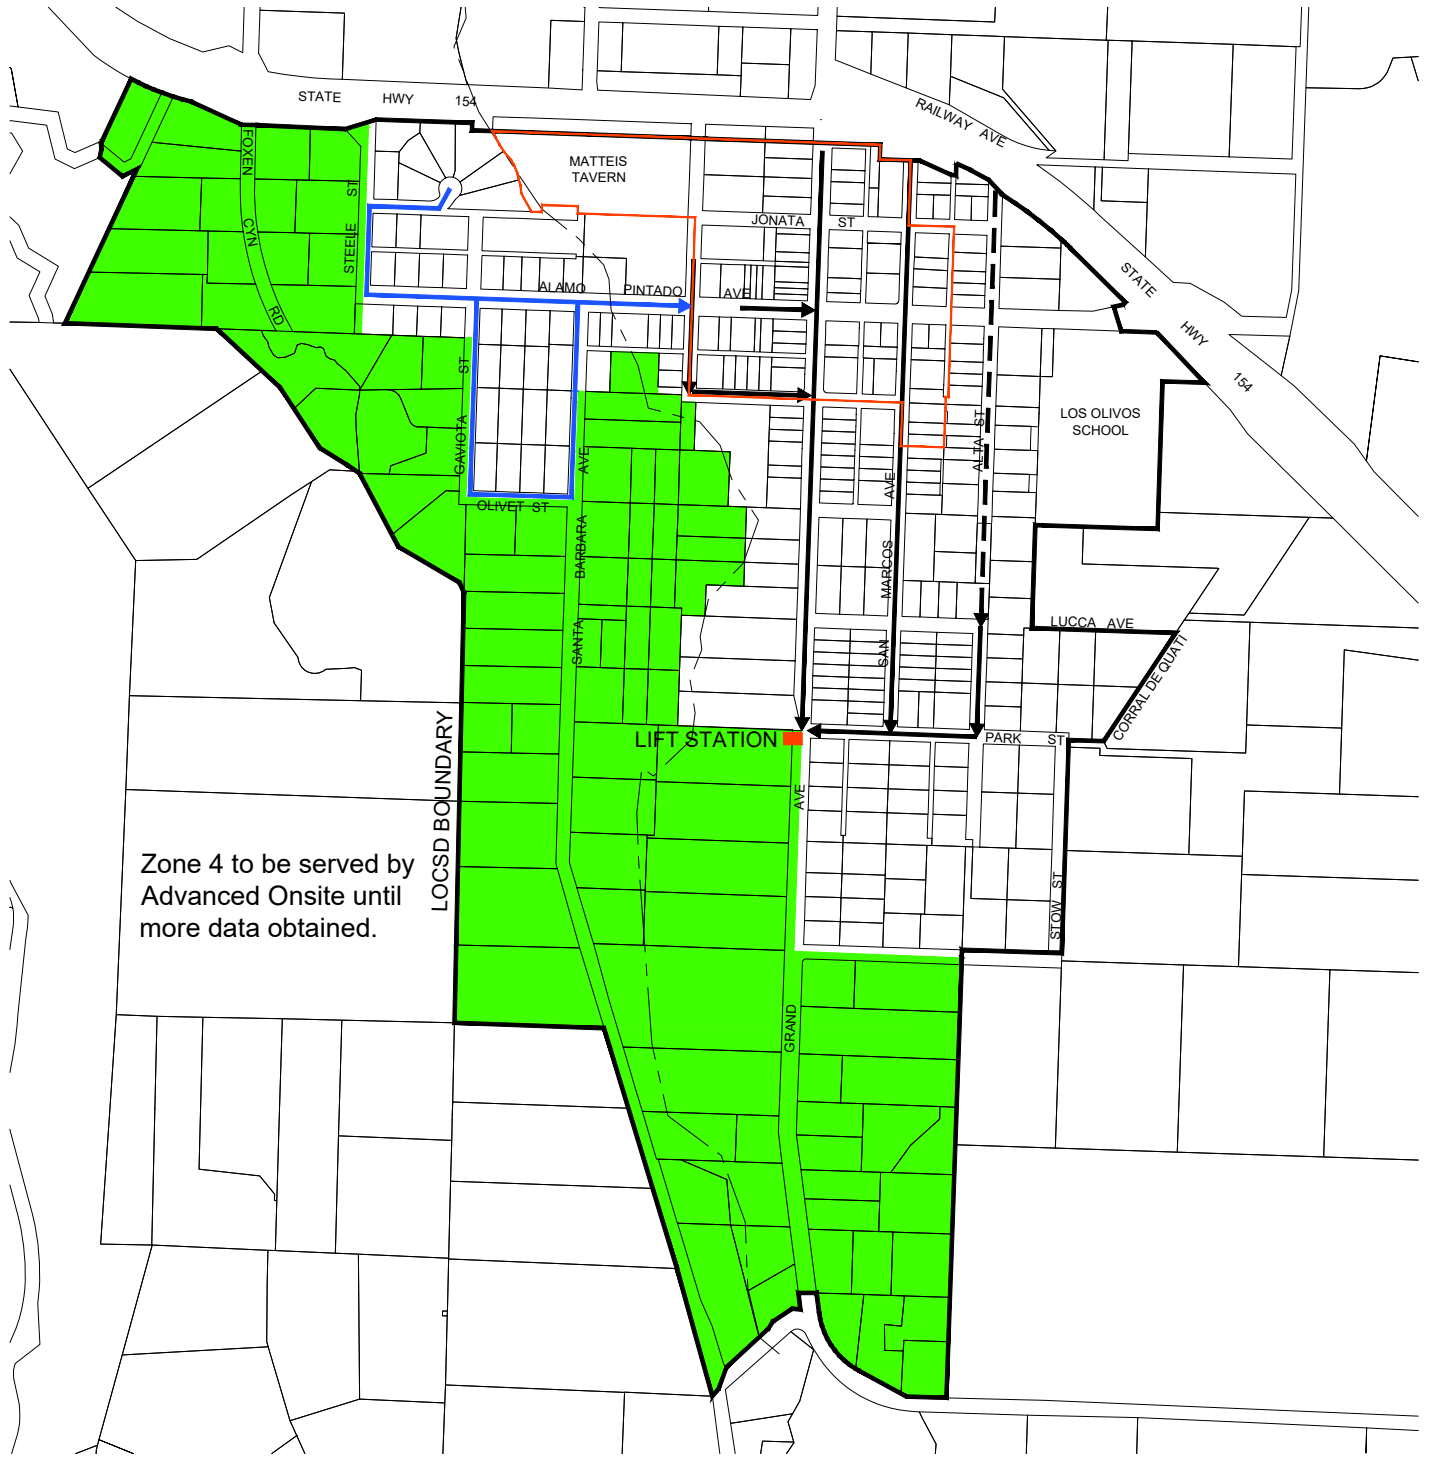 STATE HWY 154
RAILWAY AVE
MATTEIS
TAVERN
FOXEN CYN RD
STEELE ST
JONATA ST
ALAMO PINTADO AVE
STATE HWY 154
GAVIOTA ST
LOS OLIVOS
SCHOOL
ALTA ST
OLIVET ST
SANTA BARBARA AVE
SAN MARCOS AVE
LUCCA AVE
CORRAL DE QUATI
LIFT STATION
PARK ST
LOCSD BOUNDARY
GRAND AVE
STOW ST
Zone 4 to be served by
Advanced Onsite until
more data obtained.